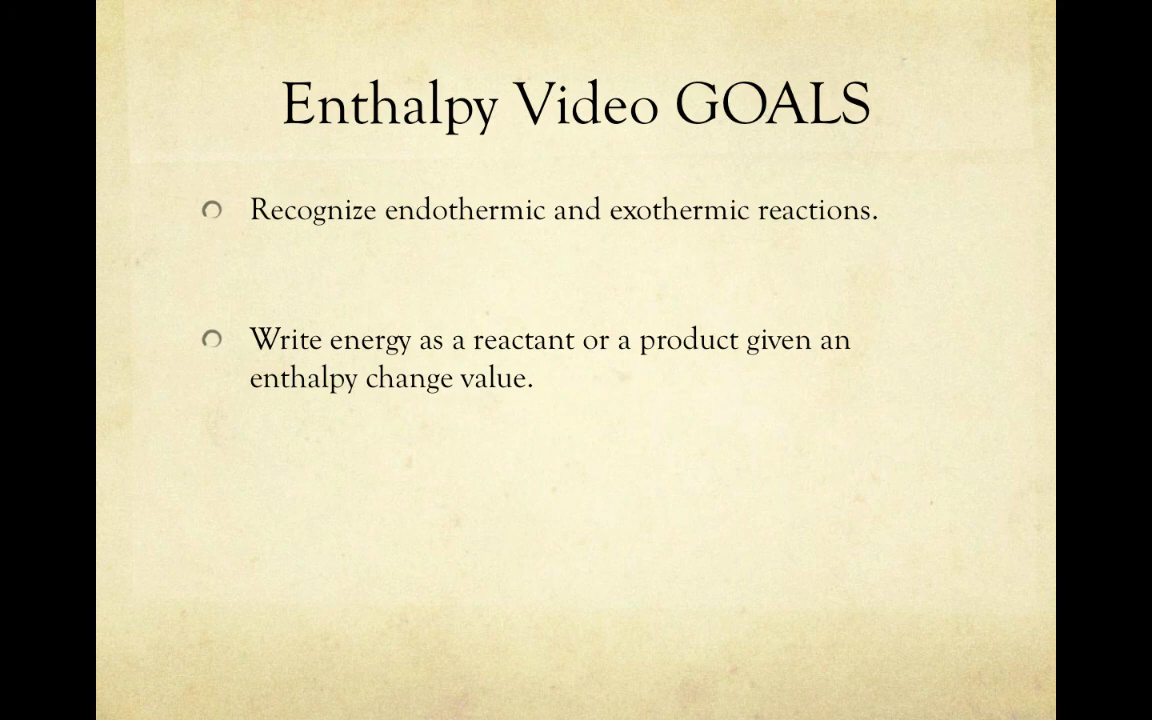 Enthalpy Video GOALS
Recognize endothermic and exothermic reactions.
Write energy as a reactant or a product given an
enthalpy change value.